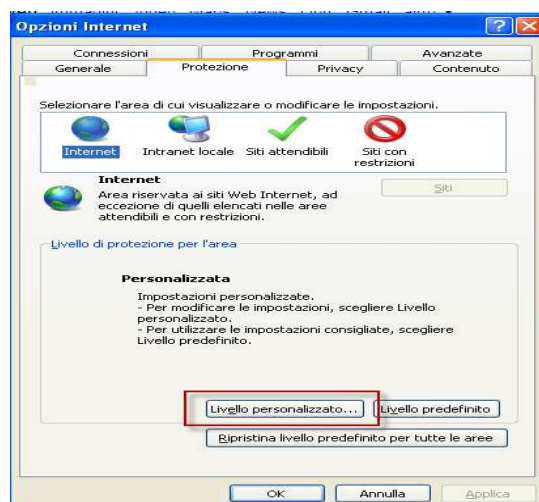 Opzioni Internet
Connessioni Programmi Avanzate
Generale Protezione Privacy Contenuto
Selezionare l'area di cui visualizzare o modificare le impostazioni.
Internet Intranet locale Siti attendibili Siti con
restrizioni
Internet
Area riservata ai siti Web Internet, ad
eccezione di quelli elencati nelle aree
attendibili e con restrizioni.
Siti
Livello di protezione per l'area
Personalizzata
Impostazioni personalizzate.
- Per modificare le impostazioni, scegliere Livello
personalizzato.
- Per utilizzare le impostazioni consigliate, scegliere
Livello predefinito.
Livello personalizzato... Livello predefinito
Ripristina livello predefinito per tutte le aree
OK Annulla Applica